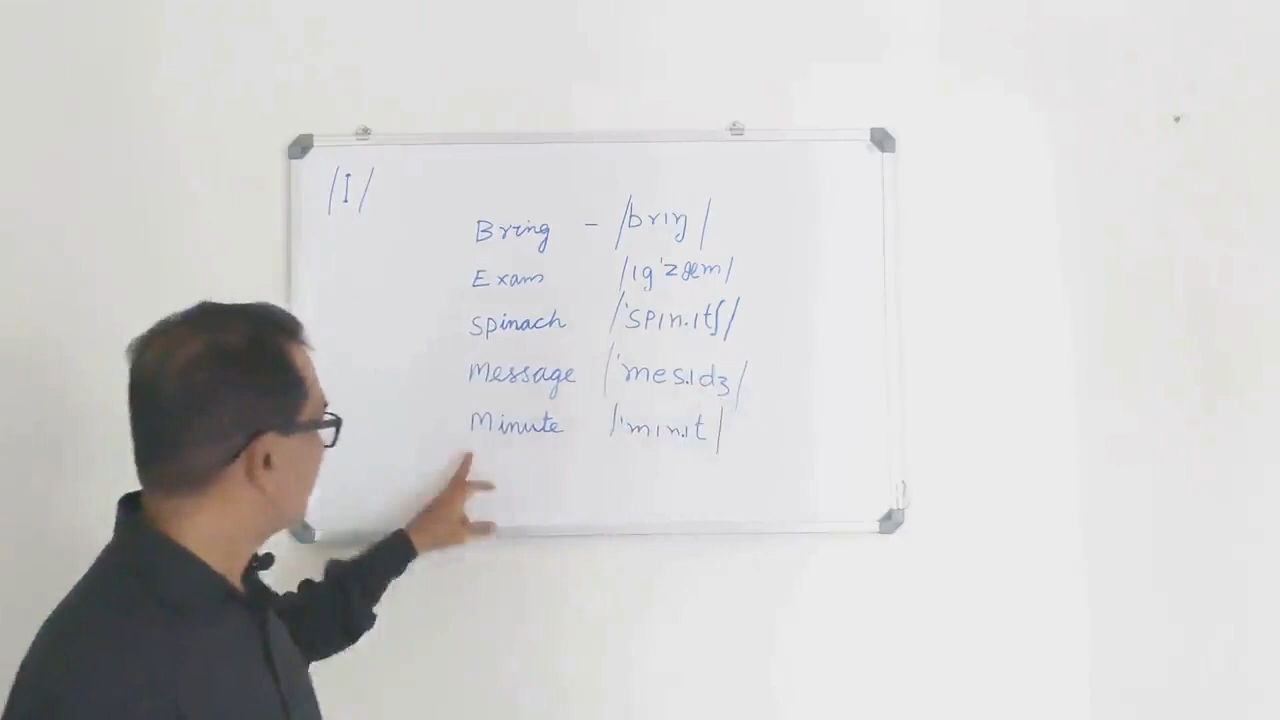 /I/
Bring - /brɪŋ/
Exam /ɪg'zæm/
Spinach /'spɪn.ɪtʃ/
Message /'mes.ɪdʒ/
Minute /'mɪn.ɪt/